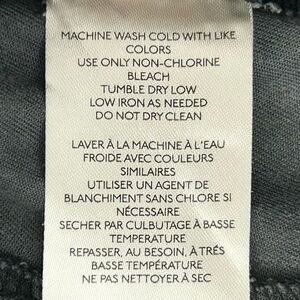 MACHINE WASH COLD WITH LIKE
COLORS
USE ONLY NON-CHLORINE
BLEACH
TUMBLE DRY LOW
LOW IRON AS NEEDED
DO NOT DRY CLEAN
LAVER À LA MACHINE À L'EAU
FROIDE AVEC COULEURS
SIMILAIRES
UTILISER UN AGENT DE
BLANCHIMENT SANS CHLORE SI
NÉCESSAIRE
SECHER PAR CULBUTAGE À BASSE
TEMPERATURE
REPASSER, AU BESOIN, À TRÉS
BASSE TEMPÉRATURE
NE PAS NETTOYER À SEC